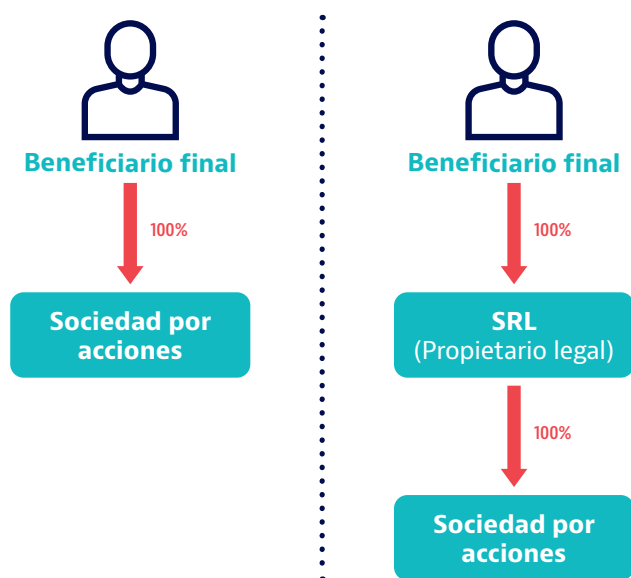 Beneficiario final
100%
Sociedad por
acciones
Beneficiario final
100%
SRL
(Propietario legal)
100%
Sociedad por
acciones